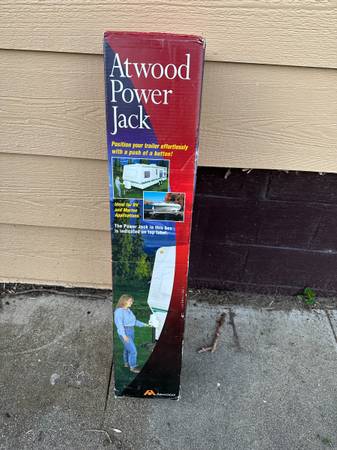 Atwood
Power
Jack
Position your trailer effortlessly
with a push of a button!
Ideal for RV
and Marine
Applications
The Power Jack in this box
is indicated on top label.
ATWOOD